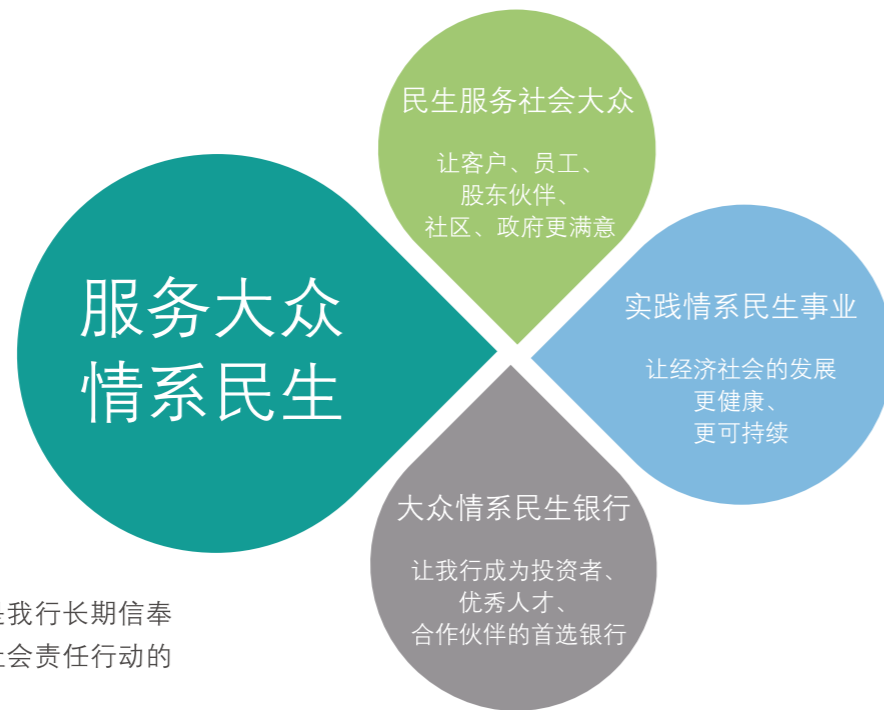 民生服务社会大众
让客户、员工、
股东伙伴、
社区、政府更满意
服务大众
情系民生
实践情系民生事业
让经济社会的发展
更健康、
更可持续
大众情系民生银行
让我行成为投资者、
优秀人才、
合作伙伴的首选银行
是我行长期信奉
社会责任行动的